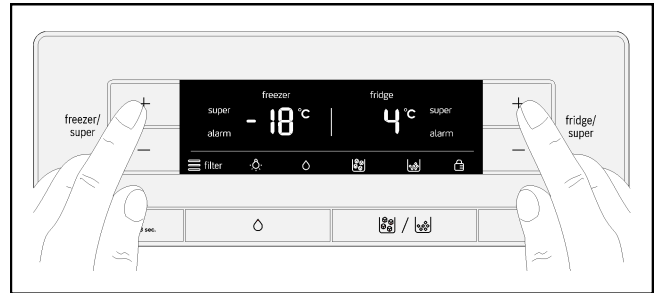 freezer
fridge
super
-18 °C
4 °C
super
alarm
alarm
freezer/
super
+
+
fridge/
super
−
−
filter
/
sec.